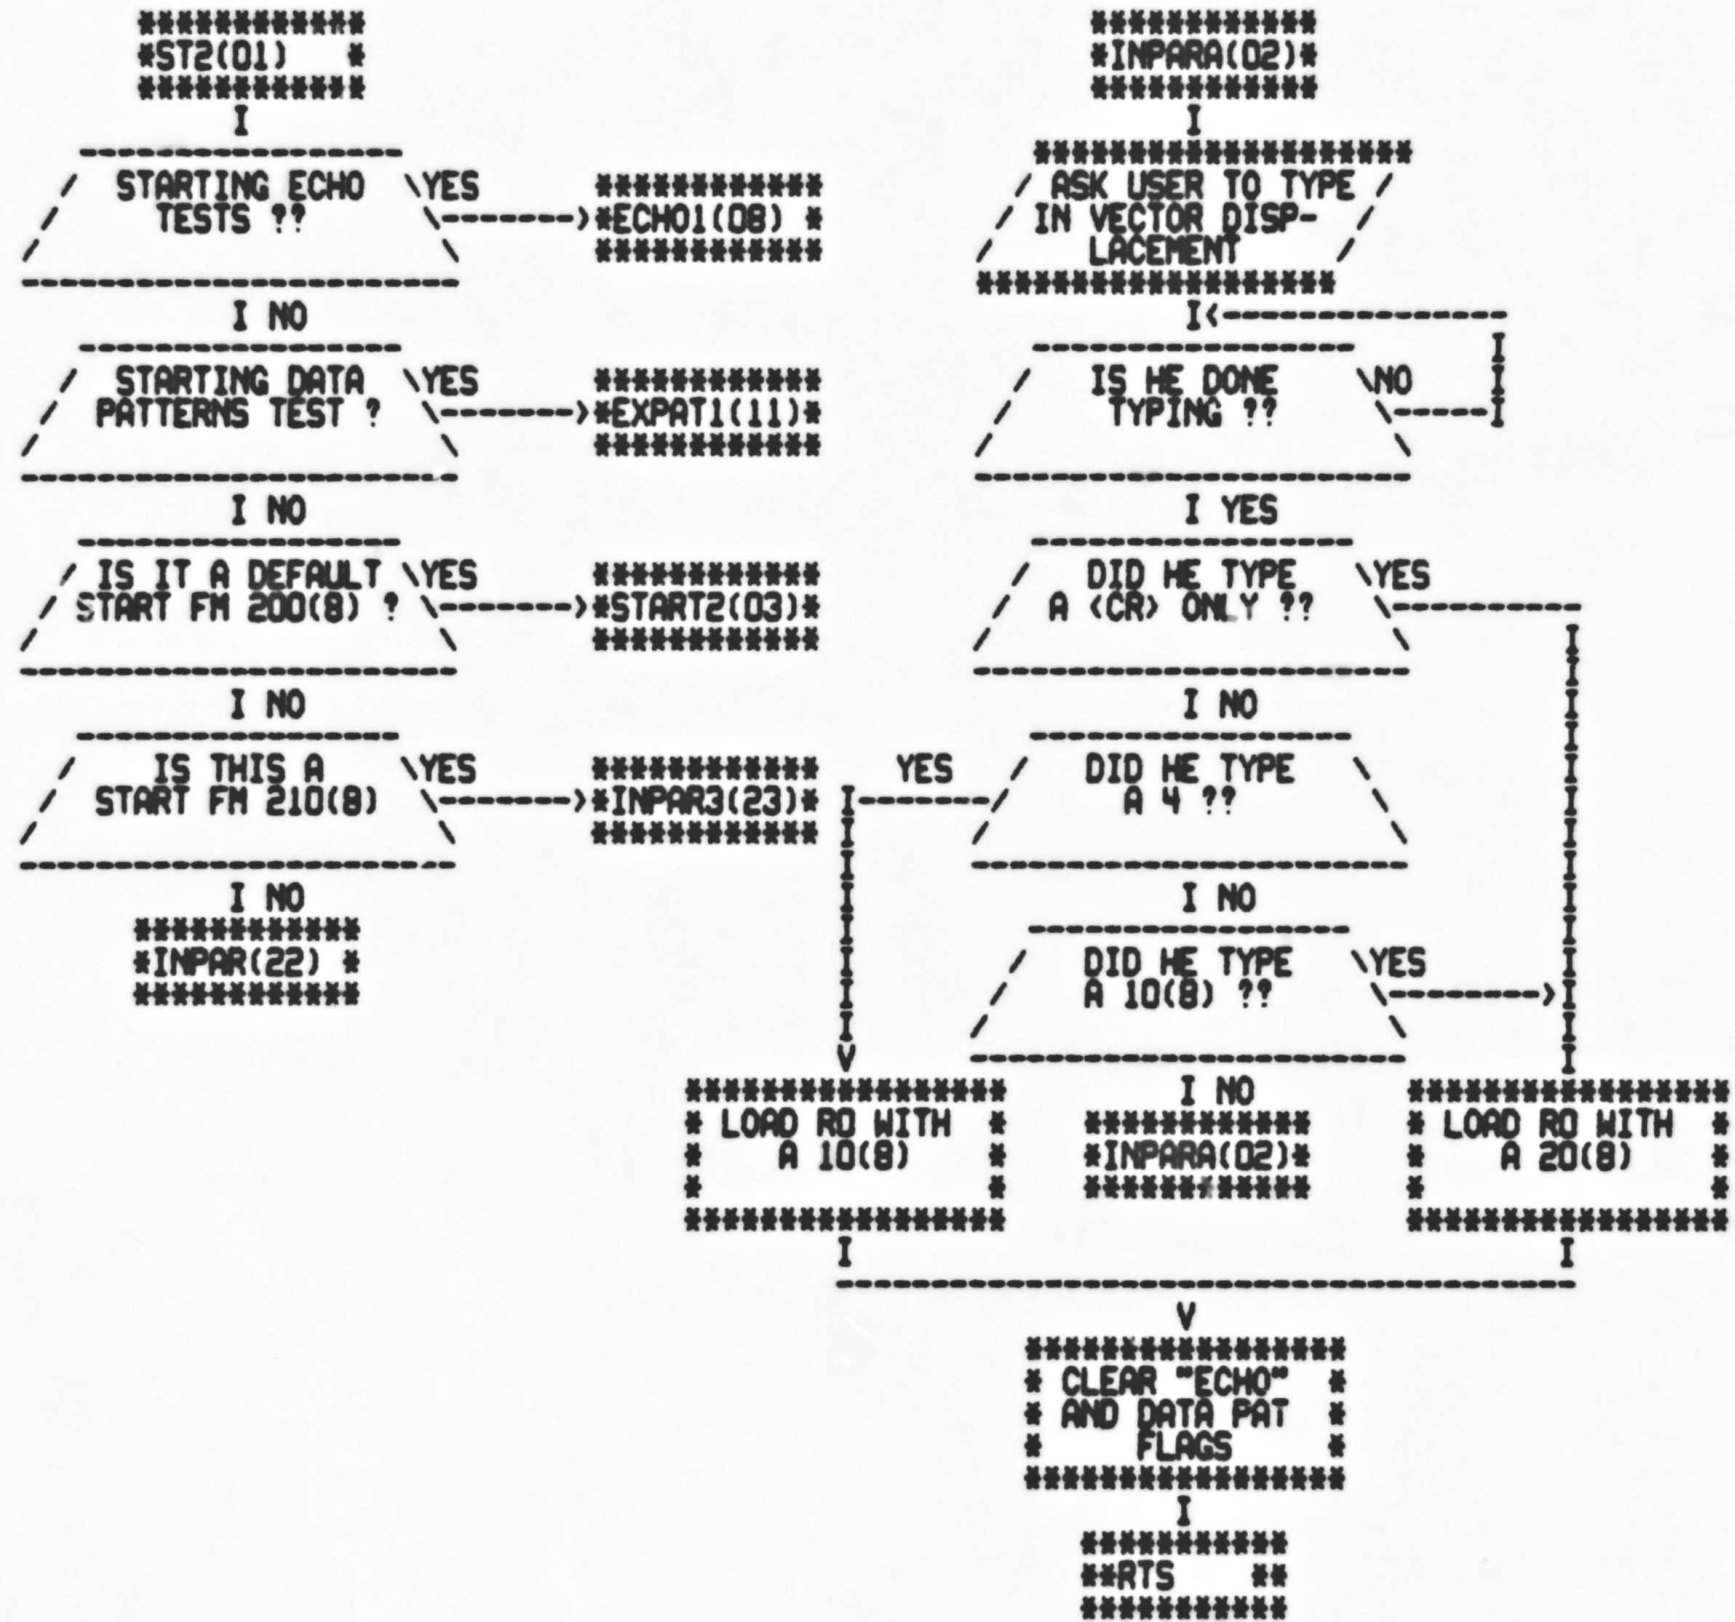 ST2(01)
STARTING ECHO
TESTS ??
YES
ECHO1(08)
NO
STARTING DATA
PATTERNS TEST ?
YES
EXPAT1(11)
NO
IS IT A DEFAULT
START FM 200(8) ?
YES
START2(03)
NO
IS THIS A
START FM 210(8)
YES
INPAR3(23)
NO
INPAR(22)
INPARA(02)
ASK USER TO TYPE
IN VECTOR DISP-
LACEMENT
IS HE DONE
TYPING ??
NO
YES
DID HE TYPE
A <CR> ONLY ??
YES
NO
DID HE TYPE
A 4 ??
YES
NO
DID HE TYPE
A 10(8) ??
YES
NO
LOAD R0 WITH
A 10(8)
INPARA(02)
LOAD R0 WITH
A 20(8)
CLEAR "ECHO"
AND DATA PAT
FLAGS
RTS